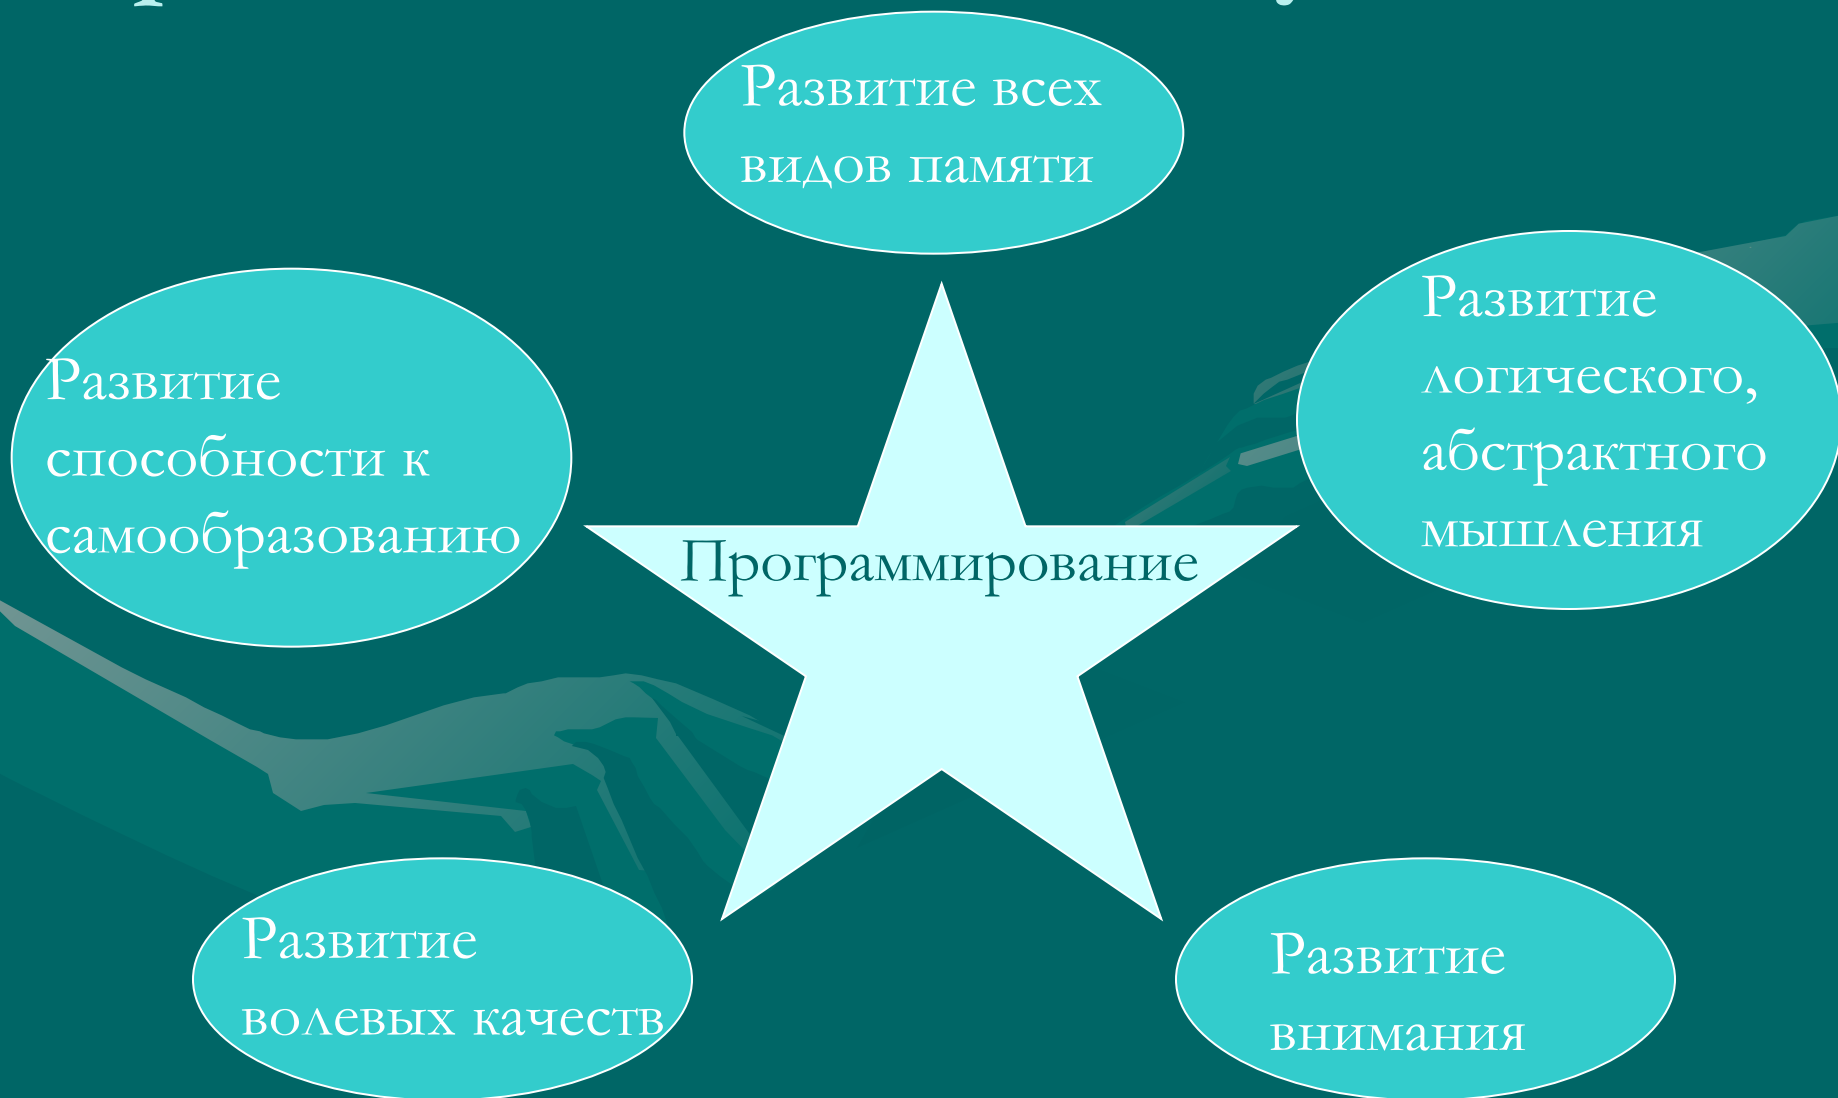 Развитие всех
видов памяти
Развитие
логического,
абстрактного
мышления
Развитие
способности к
самообразованию
Программирование
Развитие
волевых качеств
Развитие
внимания